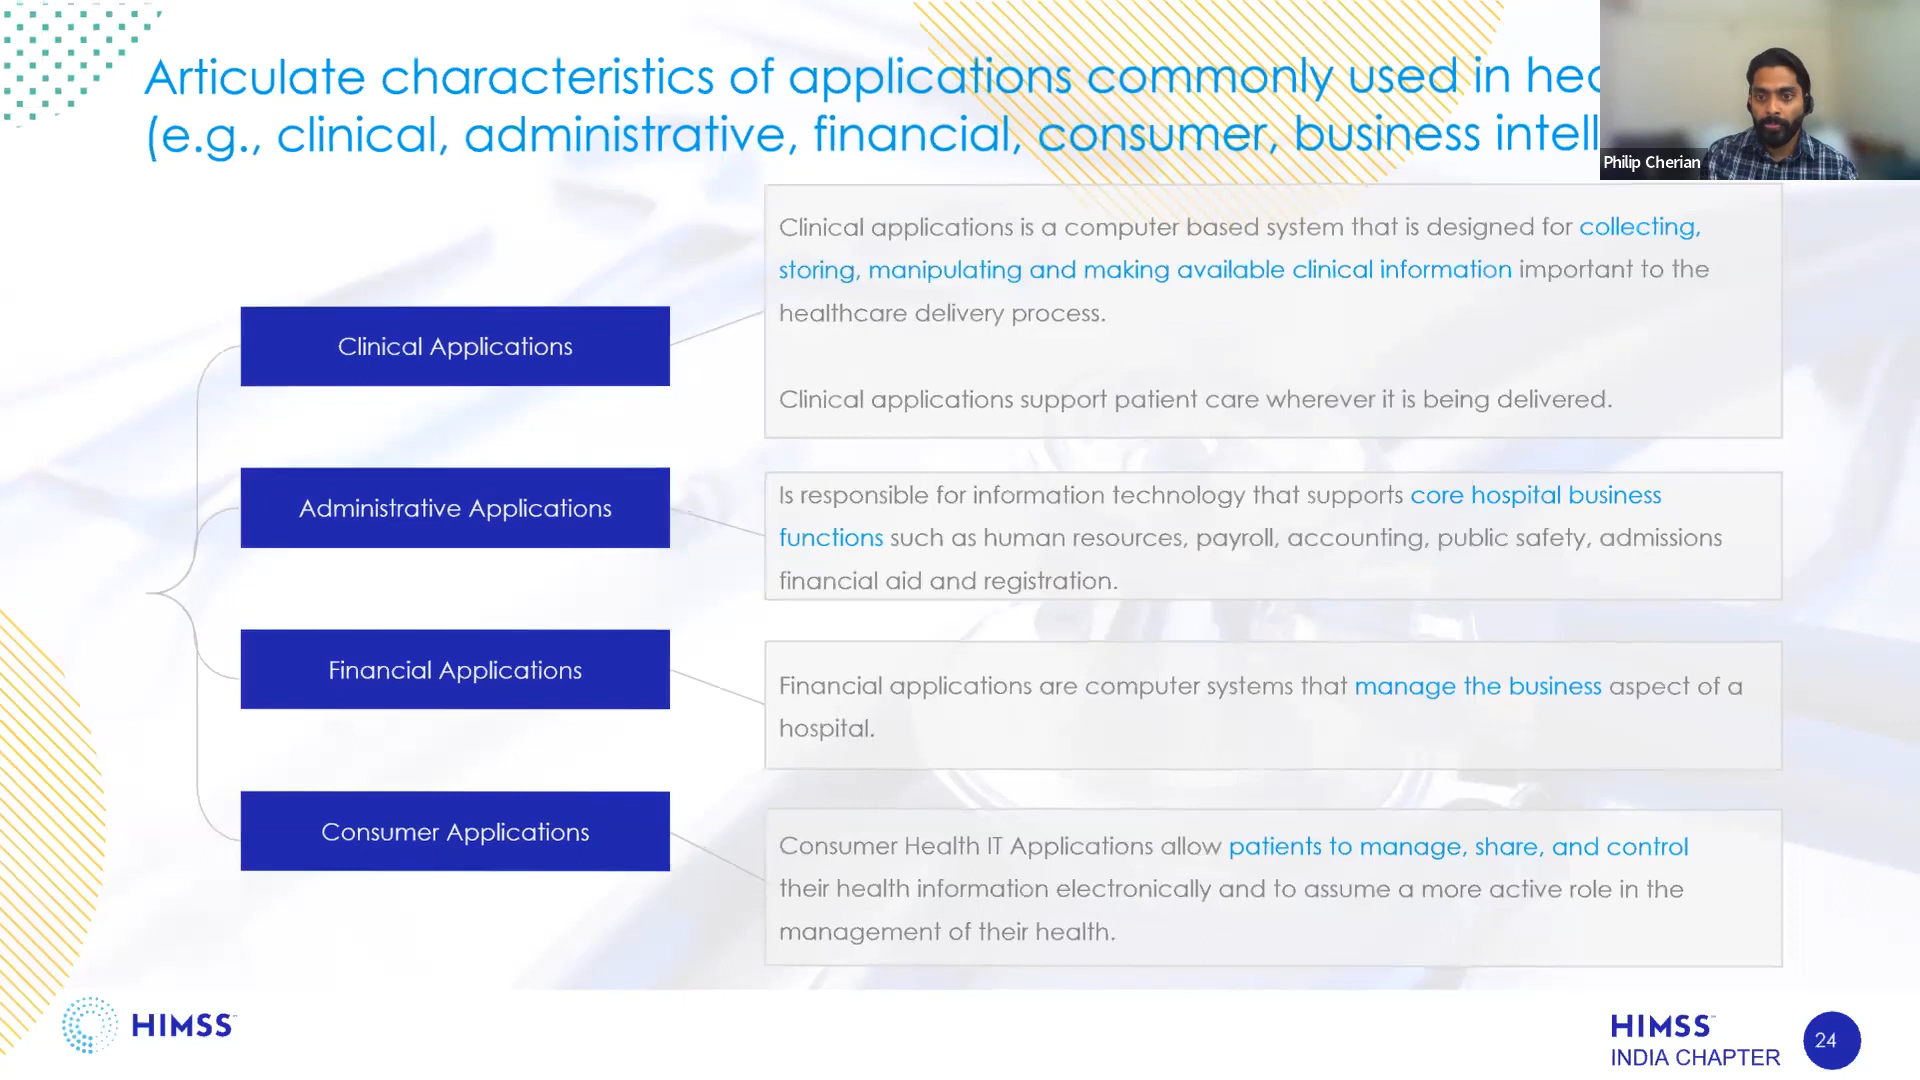 Articulate characteristics of applications commonly used in
(e.g., clinical, administrative, financial, consumer, business
Philip Cherian
Clinical Applications
Clinical applications is a computer based system that is designed for collecting,
storing, manipulating and making available clinical information important to the
healthcare delivery process.
Clinical applications support patient care wherever it is being delivered.
Administrative Applications
Is responsible for information technology that supports core hospital business
functions such as human resources, payroll, accounting, public safety, admissions
financial aid and registration.
Financial Applications
Financial applications are computer systems that manage the business aspect of a
hospital.
Consumer Applications
Consumer Health IT Applications allow patients to manage, share, and control
their health information electronically and to assume a more active role in the
management of their health.
HIMSS
HIMSS
INDIA CHAPTER
24